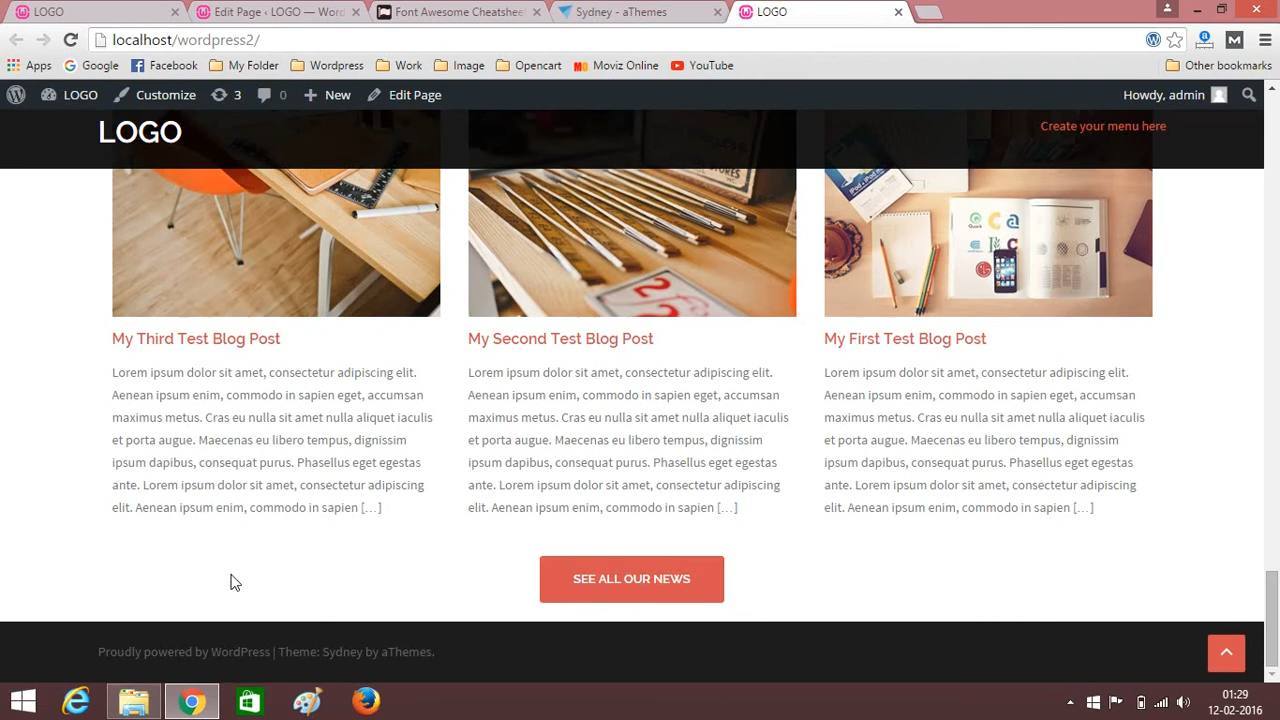 LOGO
Edit Page ‹ LOGO — Word
Font Awesome Cheatshee
Sydney - aThemes
LOGO
localhost/wordpress2/
Apps
Google
Facebook
My Folder
Wordpress
Work
Image
Opencart
Moviz Online
YouTube
Other bookmarks
LOGO
Customize
3
0
New
Edit Page
Howdy, admin
LOGO
Create your menu here
My Third Test Blog Post
Lorem ipsum dolor sit amet, consectetur adipiscing elit.
Aenean ipsum enim, commodo in sapien eget, accumsan
maximus metus. Cras eu nulla sit amet nulla aliquet iaculis
et porta augue. Maecenas eu libero tempus, dignissim
ipsum dapibus, consequat purus. Phasellus eget egestas
ante. Lorem ipsum dolor sit amet, consectetur adipiscing
elit. Aenean ipsum enim, commodo in sapien […]
My Second Test Blog Post
Lorem ipsum dolor sit amet, consectetur adipiscing elit.
Aenean ipsum enim, commodo in sapien eget, accumsan
maximus metus. Cras eu nulla sit amet nulla aliquet iaculis
et porta augue. Maecenas eu libero tempus, dignissim
ipsum dapibus, consequat purus. Phasellus eget egestas
ante. Lorem ipsum dolor sit amet, consectetur adipiscing
elit. Aenean ipsum enim, commodo in sapien […]
My First Test Blog Post
Lorem ipsum dolor sit amet, consectetur adipiscing elit.
Aenean ipsum enim, commodo in sapien eget, accumsan
maximus metus. Cras eu nulla sit amet nulla aliquet iaculis
et porta augue. Maecenas eu libero tempus, dignissim
ipsum dapibus, consequat purus. Phasellus eget egestas
ante. Lorem ipsum dolor sit amet, consectetur adipiscing
elit. Aenean ipsum enim, commodo in sapien […]
SEE ALL OUR NEWS
Proudly powered by WordPress | Theme: Sydney by aThemes.
01:29
12-02-2016